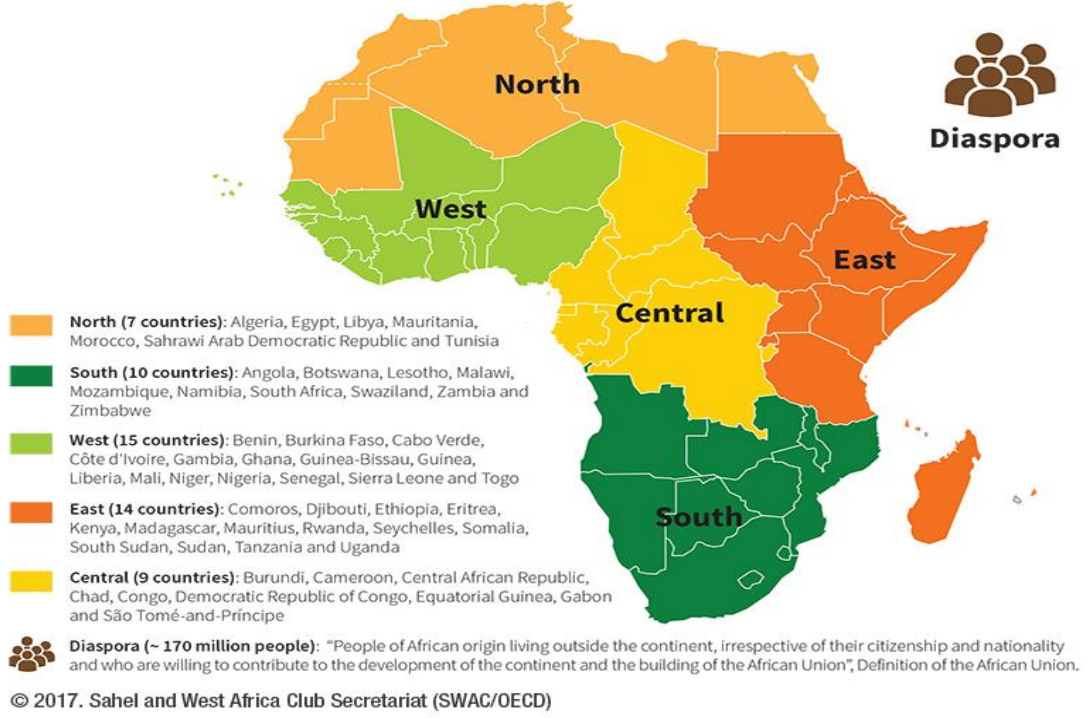 North
Diaspora
West
East
Central
South
North (7 countries): Algeria, Egypt, Libya, Mauritania,
Morocco, Sahrawi Arab Democratic Republic and Tunisia
South (10 countries): Angola, Botswana, Lesotho, Malawi,
Mozambique, Namibia, South Africa, Swaziland, Zambia and
Zimbabwe
West (15 countries): Benin, Burkina Faso, Cabo Verde,
Côte d'Ivoire, Gambia, Ghana, Guinea-Bissau, Guinea,
Liberia, Mali, Niger, Nigeria, Senegal, Sierra Leone and Togo
East (14 countries): Comoros, Djibouti, Ethiopia, Eritrea,
Kenya, Madagascar, Mauritius, Rwanda, Seychelles, Somalia,
South Sudan, Sudan, Tanzania and Uganda
Central (9 countries): Burundi, Cameroon, Central African Republic,
Chad, Congo, Democratic Republic of Congo, Equatorial Guinea, Gabon
and São Tomé-and-Príncipe
Diaspora (~ 170 million people): "People of African origin living outside the continent, irrespective of their citizenship and nationality
and who are willing to contribute to the development of the continent and the building of the African Union", Definition of the African Union.
© 2017. Sahel and West Africa Club Secretariat (SWAC/OECD)